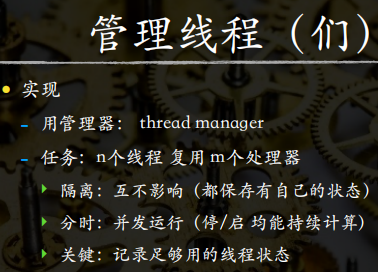 管理线程（们）
实现
用管理器： thread manager
任务：n个线程 复用 m个处理器
隔离：互不影响（都保存有自己的状态）
分时：并发运行（停/启 均能持续计算）
关键：记录足够用的线程状态